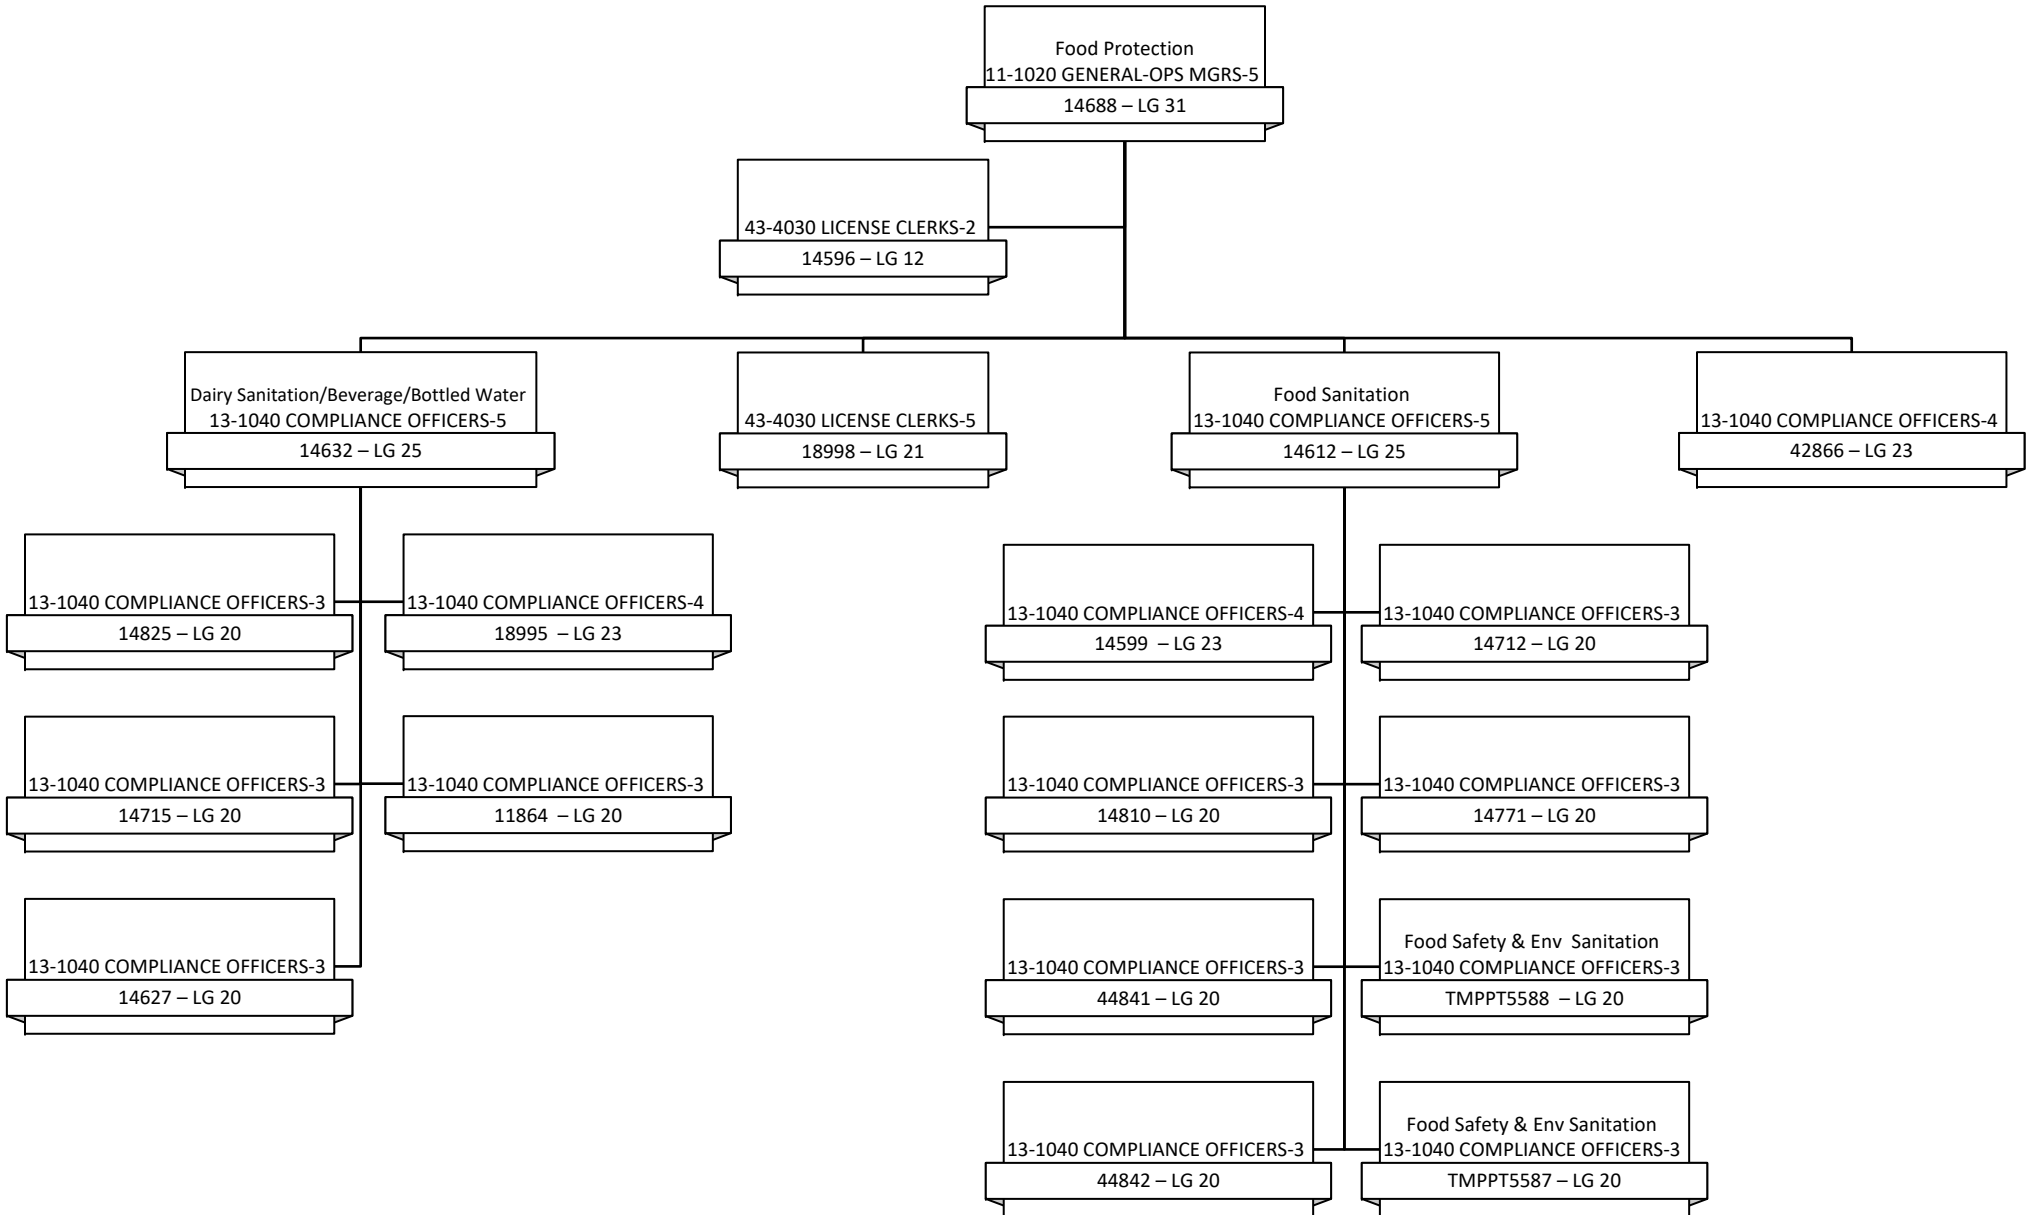 Food Protection
11-1020 GENERAL-OPS MGRS-5
14688 – LG 31
43-4030 LICENSE CLERKS-2
14596 – LG 12
Dairy Sanitation/Beverage/Bottled Water
13-1040 COMPLIANCE OFFICERS-5
14632 – LG 25
43-4030 LICENSE CLERKS-5
18998 – LG 21
Food Sanitation
13-1040 COMPLIANCE OFFICERS-5
14612 – LG 25
13-1040 COMPLIANCE OFFICERS-4
42866 – LG 23
13-1040 COMPLIANCE OFFICERS-3
14825 – LG 20
13-1040 COMPLIANCE OFFICERS-4
18995 – LG 23
13-1040 COMPLIANCE OFFICERS-3
14715 – LG 20
13-1040 COMPLIANCE OFFICERS-3
11864 – LG 20
13-1040 COMPLIANCE OFFICERS-3
14627 – LG 20
13-1040 COMPLIANCE OFFICERS-4
14599 – LG 23
13-1040 COMPLIANCE OFFICERS-3
14712 – LG 20
13-1040 COMPLIANCE OFFICERS-3
14810 – LG 20
13-1040 COMPLIANCE OFFICERS-3
14771 – LG 20
13-1040 COMPLIANCE OFFICERS-3
44841 – LG 20
Food Safety & Env Sanitation
13-1040 COMPLIANCE OFFICERS-3
TMPPT5588 – LG 20
13-1040 COMPLIANCE OFFICERS-3
44842 – LG 20
Food Safety & Env Sanitation
13-1040 COMPLIANCE OFFICERS-3
TMPPT5587 – LG 20